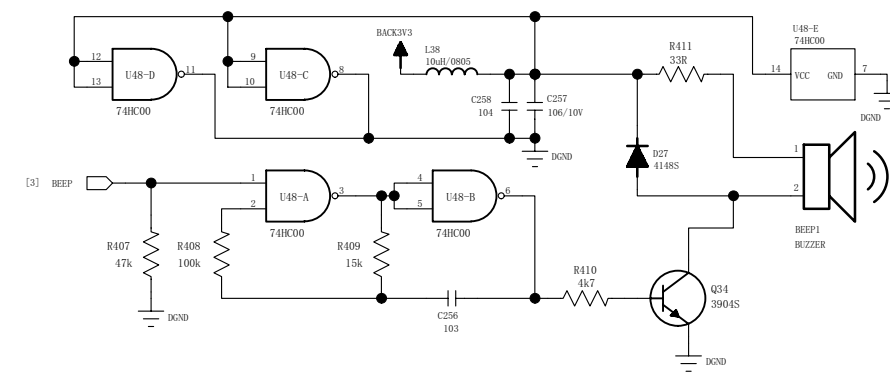 U48-E
74HC00
BACK3V3
L38
10uH/0805
R411
33R
12
13
U48-D
11
74HC00
9
10
U48-C
8
74HC00
14
VCC
GND
7
DGND
C258
104
C257
106/10V
DGND
D27
4148S
1
2
BEEP1
BUZZER
[3]
BEEP
1
2
U48-A
3
74HC00
4
5
U48-B
6
74HC00
R407
47k
R408
100k
R409
15k
C256
103
R410
4k7
Q34
3904S
DGND
DGND